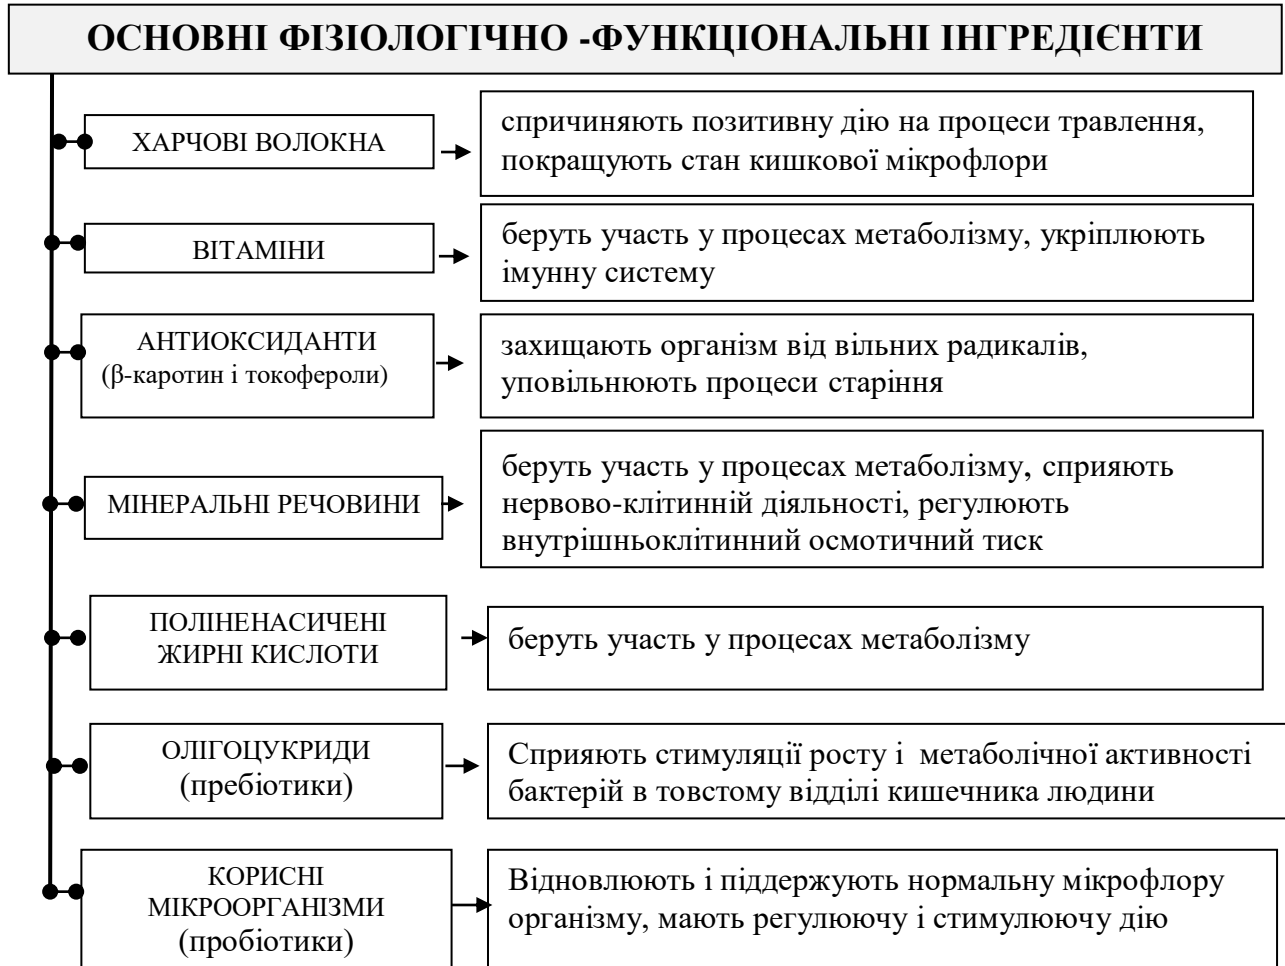 ОСНОВНІ ФІЗІОЛОГІЧНО -ФУНКЦІОНАЛЬНІ ІНГРЕДІЄНТИ
ХАРЧОВІ ВОЛОКНА
спричиняють позитивну дію на процеси травлення,
покращують стан кишкової мікрофлори
ВІТАМІНИ
беруть участь у процесах метаболізму, укріплюють
імунну систему
АНТИОКСИДАНТИ
(β-каротин і токофероли)
захищають організм від вільних радикалів,
уповільнюють процеси старіння
МІНЕРАЛЬНІ РЕЧОВИНИ
беруть участь у процесах метаболізму, сприяють
нервово-клітинній діяльності, регулюють
внутрішньоклітинний осмотичний тиск
ПОЛІНЕНАСИЧЕНІ
ЖИРНІ КИСЛОТИ
беруть участь у процесах метаболізму
ОЛІГОЦУКРИДИ
(пребіотики)
Сприяють стимуляції росту і  метаболічної активності
бактерій в товстому відділі кишечника людини
КОРИСНІ
МІКРООРГАНІЗМИ
(пробіотики)
Відновлюють і піддержують нормальну мікрофлору
організму, мають регулюючу і стимулюючу дію